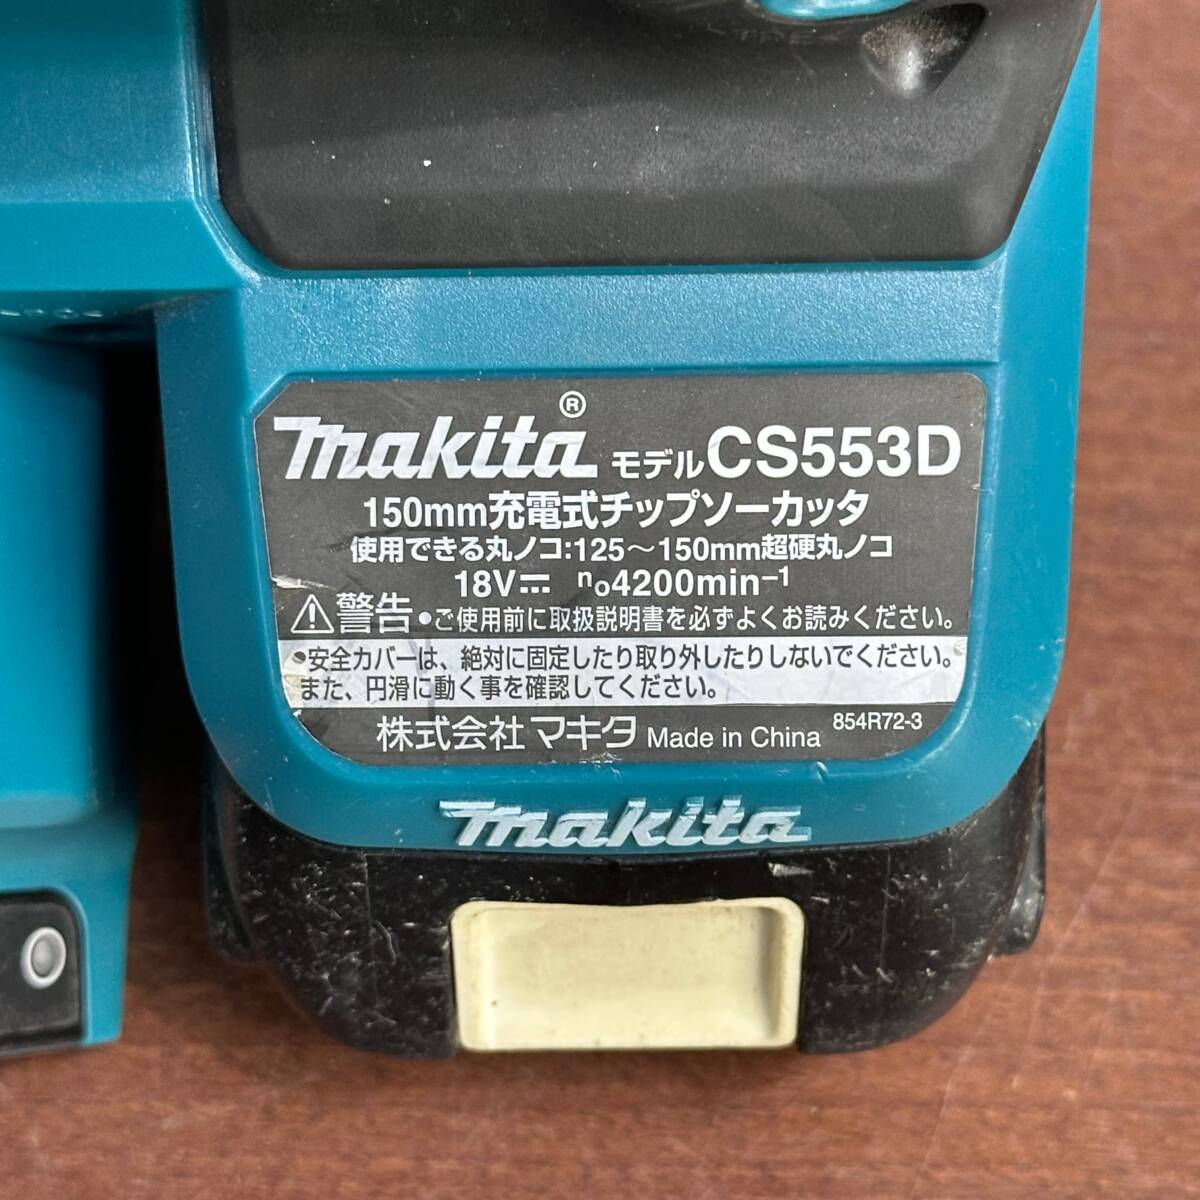 makita® モデル CS553D
150mm充電式チップソーカッタ
使用できる丸ノコ:125～150mm超硬丸ノコ
18V⎓ n₀4200min⁻¹
⚠警告 •ご使用前に取扱説明書を必ずよくお読みください。
•安全カバーは、絶対に固定したり取り外したりしないでください。
また、円滑に動く事を確認してください。
株式会社マキタ Made in China 854R72-3
makita